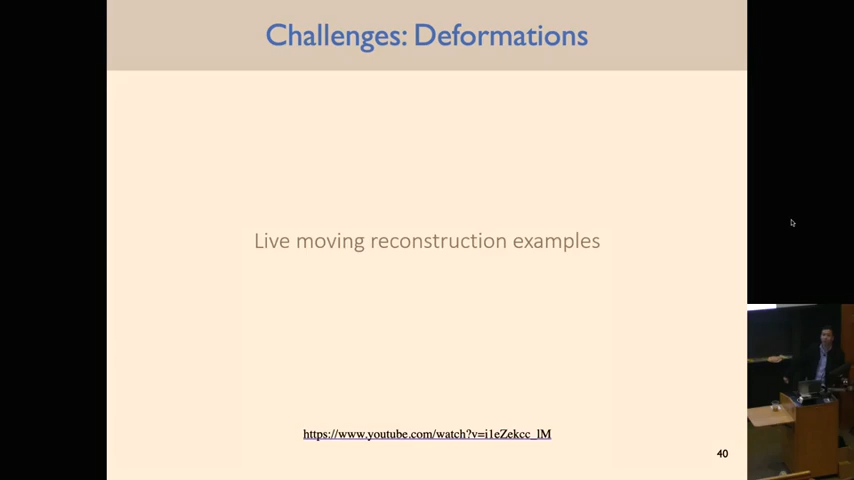 Challenges: Deformations
Live moving reconstruction examples
https://www.youtube.com/watch?v=i1eZekcc_lM
40